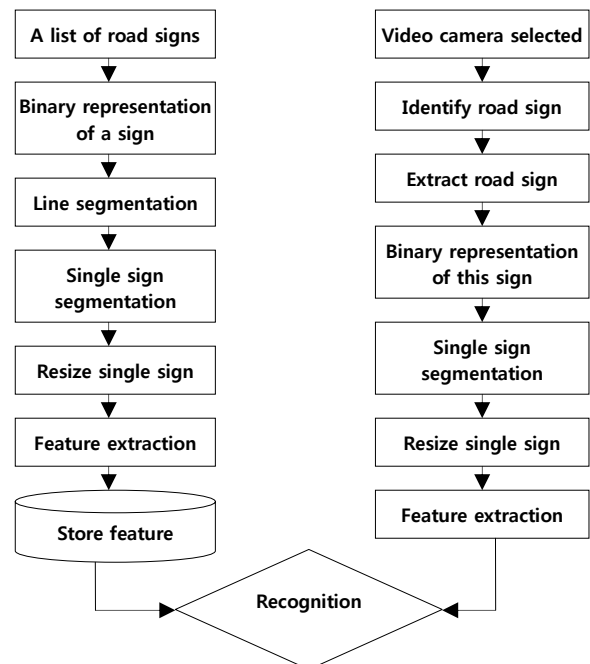 A list of road signs
Binary representation
of a sign
Line segmentation
Single sign
segmentation
Resize single sign
Feature extraction
Store feature
Video camera selected
Identify road sign
Extract road sign
Binary representation
of this sign
Single sign
segmentation
Resize single sign
Feature extraction
Recognition